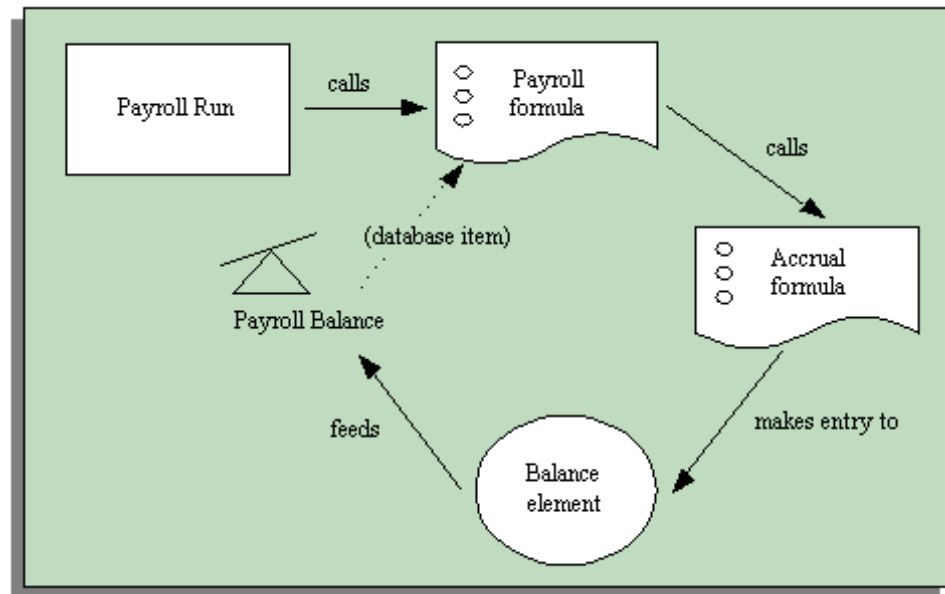 Payroll Run
calls
Payroll
formula
calls
(database item)
Accrual
formula
Payroll Balance
feeds
makes entry to
Balance
element